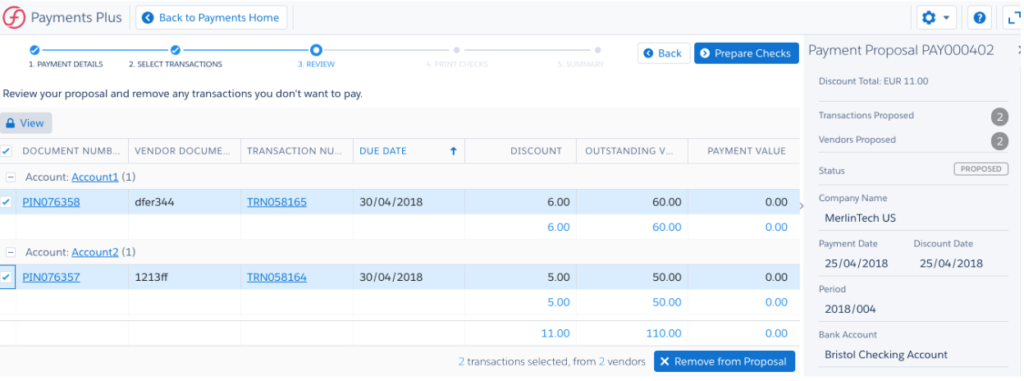 Payments Plus
Back to Payments Home
1. PAYMENT DETAILS
2. SELECT TRANSACTIONS
3. REVIEW
4. PRINT CHECKS
5. SUMMARY
Back
Prepare Checks
Review your proposal and remove any transactions you don't want to pay.
View
DOCUMENT NUMB... VENDOR DOCUME... TRANSACTION NU... DUE DATE DISCOUNT OUTSTANDING V... PAYMENT VALUE
Account: Account1 (1)
PIN076358 dfer344 TRN058165 30/04/2018 6.00 60.00 0.00
6.00 60.00 0.00
Account: Account2 (1)
PIN076357 1213ff TRN058164 30/04/2018 5.00 50.00 0.00
5.00 50.00 0.00
11.00 110.00 0.00
2 transactions selected, from 2 vendors
Remove from Proposal
Payment Proposal PAY000402
Discount Total: EUR 11.00
Transactions Proposed 2
Vendors Proposed 2
Status PROPOSED
Company Name
MerlinTech US
Payment Date Discount Date
25/04/2018 25/04/2018
Period
2018/004
Bank Account
Bristol Checking Account